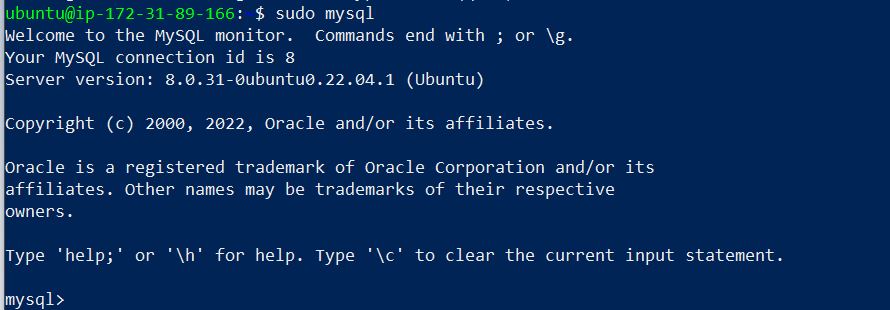 ubuntu@ip-172-31-89-166:~$ sudo mysql
Welcome to the MySQL monitor.  Commands end with ; or \g.
Your MySQL connection id is 8
Server version: 8.0.31-0ubuntu0.22.04.1 (Ubuntu)
Copyright (c) 2000, 2022, Oracle and/or its affiliates.
Oracle is a registered trademark of Oracle Corporation and/or its
affiliates. Other names may be trademarks of their respective
owners.
Type 'help;' or '\h' for help. Type '\c' to clear the current input statement.
mysql>